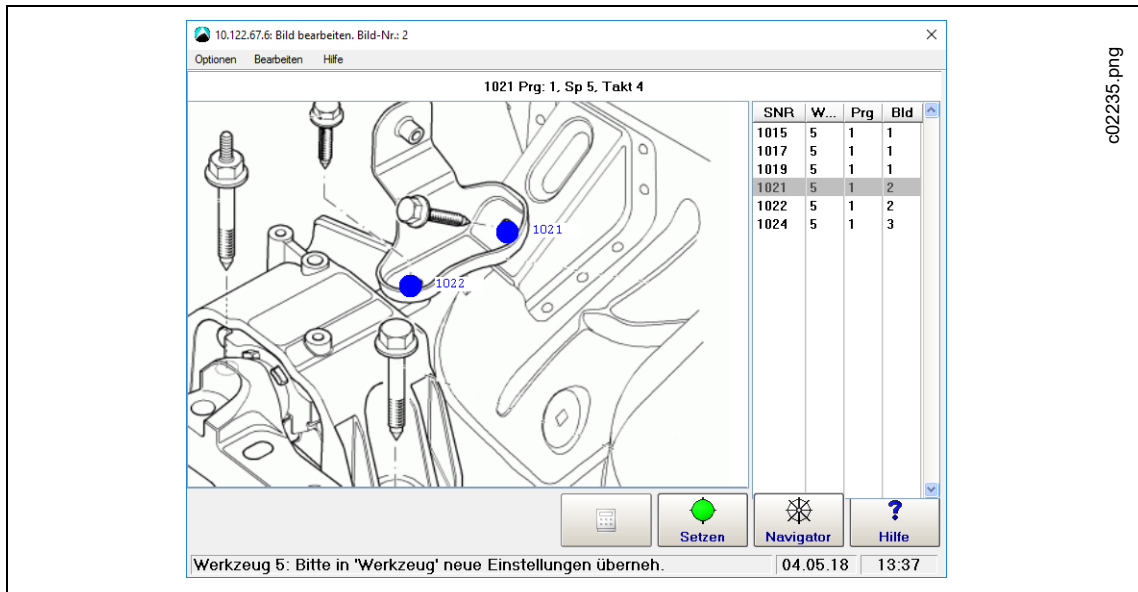 10.122.67.6: Bild bearbeiten. Bild-Nr.: 2
Optionen Bearbeiten Hilfe
1021 Prg: 1, Sp 5, Takt 4
SNR W... Prg Bld
1015 5 1 1
1017 5 1 1
1019 5 1 1
1021 5 1 2
1022 5 1 2
1024 5 1 3
1021
1022
Setzen Navigator ? Hilfe
Werkzeug 5: Bitte in 'Werkzeug' neue Einstellungen überneh. 04.05.18 13:37
c02235.png